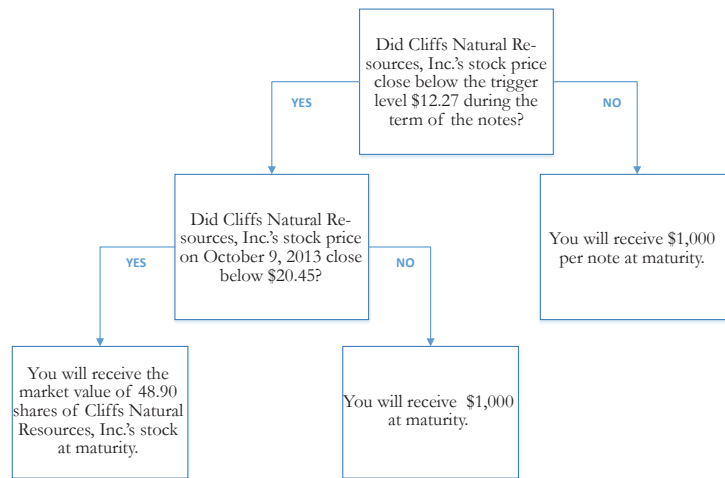 Did Cliffs Natural Re-
sources, Inc.'s stock price
close below the trigger
level $12.27 during the
term of the notes?
YES
NO
Did Cliffs Natural Re-
sources, Inc.'s stock price
on October 9, 2013 close
below $20.45?
You will receive $1,000
per note at maturity.
YES
NO
You will receive the
market value of 48.90
shares of Cliffs Natural
Resources, Inc.'s stock
at maturity.
You will receive $1,000
at maturity.